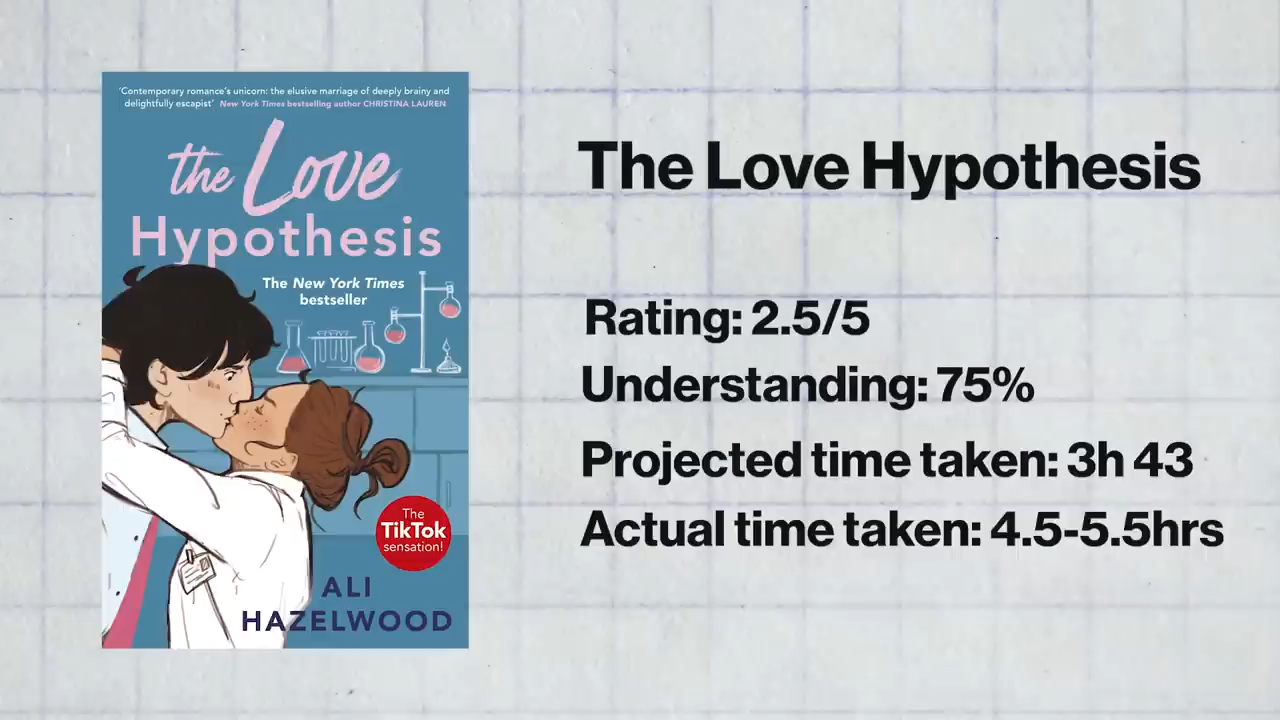 'Contemporary romance's unicorn: the elusive marriage of deeply brainy and
delightfully escapist' New York Times bestselling author CHRISTINA LAUREN
the Love
Hypothesis
The New York Times
bestseller
The
TikTok
sensation!
ALI
HAZELWOOD
The Love Hypothesis
Rating: 2.5/5
Understanding: 75%
Projected time taken: 3h 43
Actual time taken: 4.5-5.5hrs